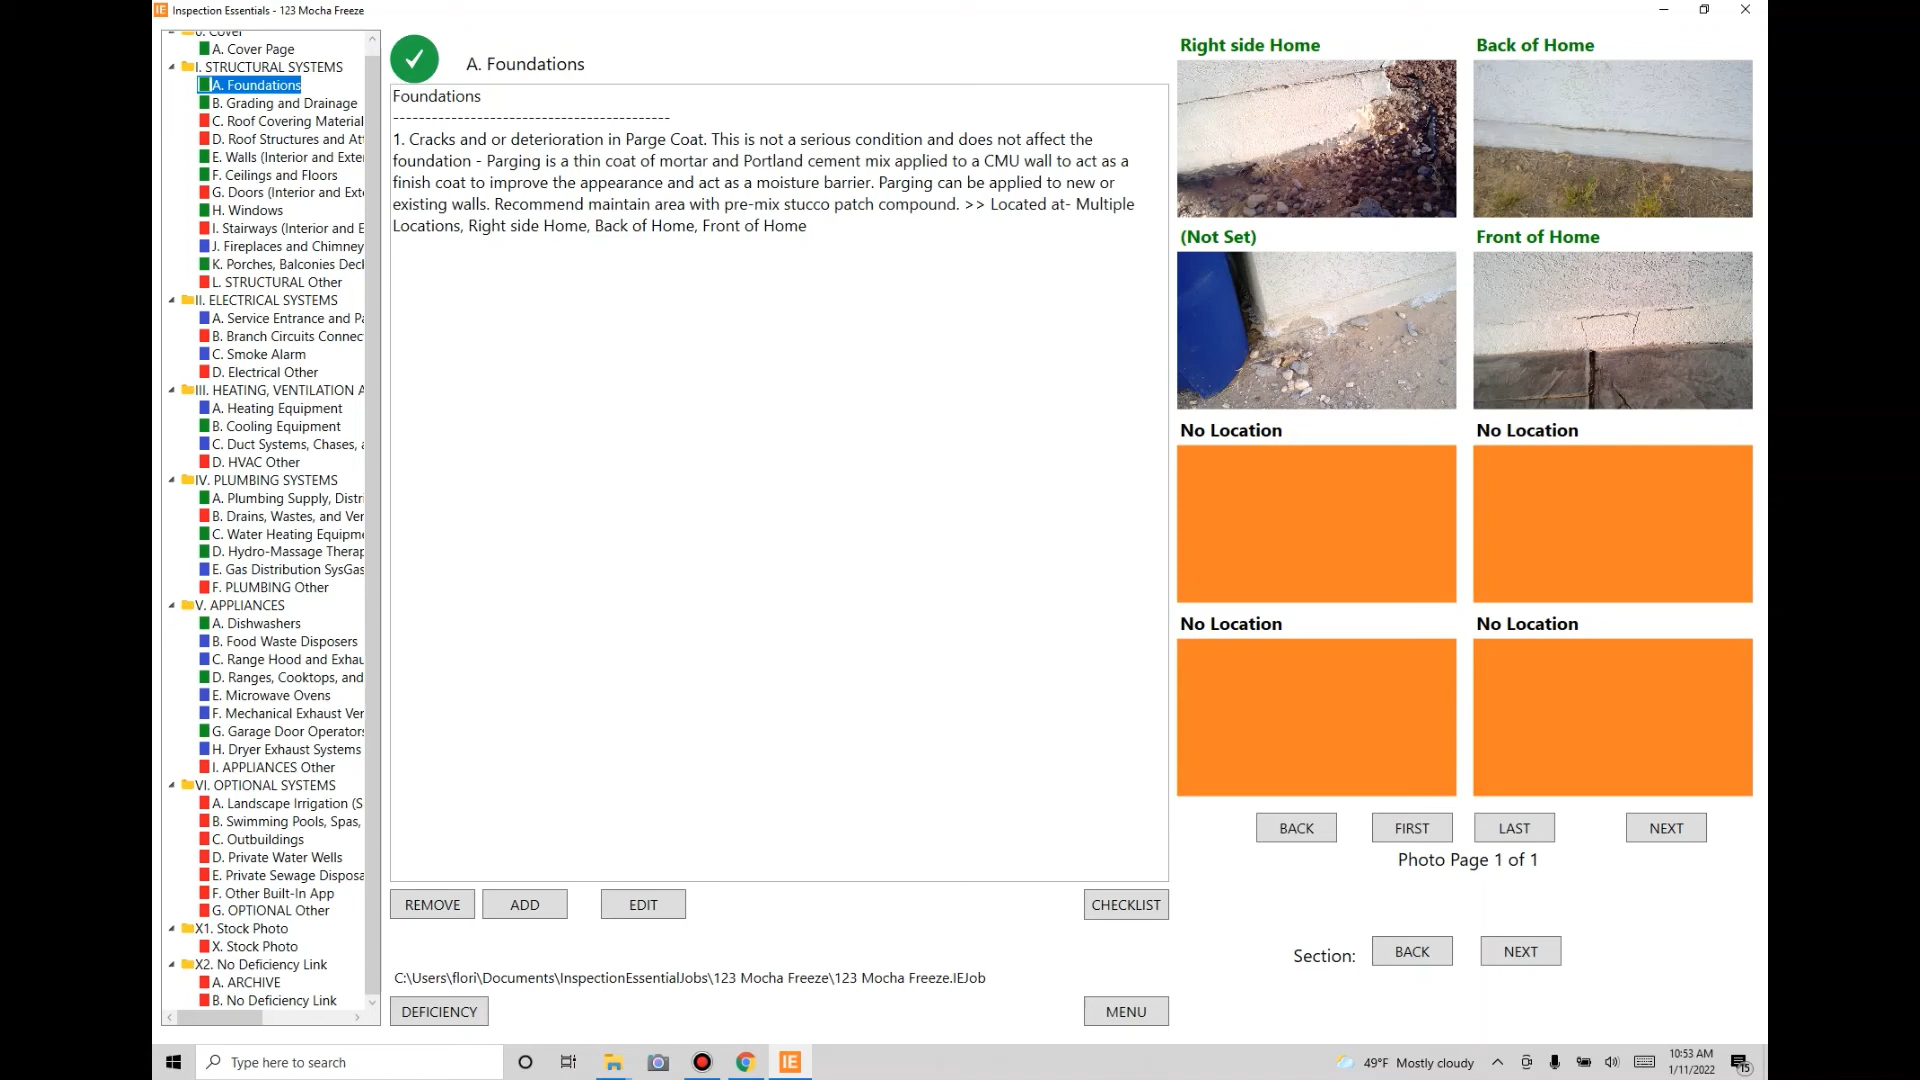 IE Inspection Essentials - 123 Mocha Freeze
0. Cover
A. Cover Page
I. STRUCTURAL SYSTEMS
A. Foundations
B. Grading and Drainage
C. Roof Covering Material
D. Roof Structures and Att
E. Walls (Interior and Exte
F. Ceilings and Floors
G. Doors (Interior and Exte
H. Windows
I. Stairways (Interior and E
J. Fireplaces and Chimney
K. Porches, Balconies Decl
L. STRUCTURAL Other
II. ELECTRICAL SYSTEMS
A. Service Entrance and Pa
B. Branch Circuits Connec
C. Smoke Alarm
D. Electrical Other
III. HEATING, VENTILATION A
A. Heating Equipment
B. Cooling Equipment
C. Duct Systems, Chases, a
D. HVAC Other
IV. PLUMBING SYSTEMS
A. Plumbing Supply, Distri
B. Drains, Wastes, and Ven
C. Water Heating Equipme
D. Hydro-Massage Therap
E. Gas Distribution SysGas
F. PLUMBING Other
V. APPLIANCES
A. Dishwashers
B. Food Waste Disposers
C. Range Hood and Exhau
D. Ranges, Cooktops, and
E. Microwave Ovens
F. Mechanical Exhaust Ven
G. Garage Door Operators
H. Dryer Exhaust Systems
I. APPLIANCES Other
VI. OPTIONAL SYSTEMS
A. Landscape Irrigation (S
B. Swimming Pools, Spas,
C. Outbuildings
D. Private Water Wells
E. Private Sewage Disposa
F. Other Built-In App
G. OPTIONAL Other
X1. Stock Photo
X. Stock Photo
X2. No Deficiency Link
A. ARCHIVE
B. No Deficiency Link
A. Foundations
Foundations
-------------------------------------------
1. Cracks and or deterioration in Parge Coat. This is not a serious condition and does not affect the
foundation - Parging is a thin coat of mortar and Portland cement mix applied to a CMU wall to act as a
finish coat to improve the appearance and act as a moisture barrier. Parging can be applied to new or
existing walls. Recommend maintain area with pre-mix stucco patch compound. >> Located at- Multiple
Locations, Right side Home, Back of Home, Front of Home
REMOVE ADD EDIT CHECKLIST
C:\Users\flori\Documents\InspectionEssentialJobs\123 Mocha Freeze\123 Mocha Freeze.IEJob
DEFICIENCY MENU
Right side Home Back of Home
(Not Set) Front of Home
No Location No Location
No Location No Location
BACK FIRST LAST NEXT
Photo Page 1 of 1
Section: BACK NEXT
Type here to search
IE
49°F Mostly cloudy
10:53 AM
1/11/2022
15